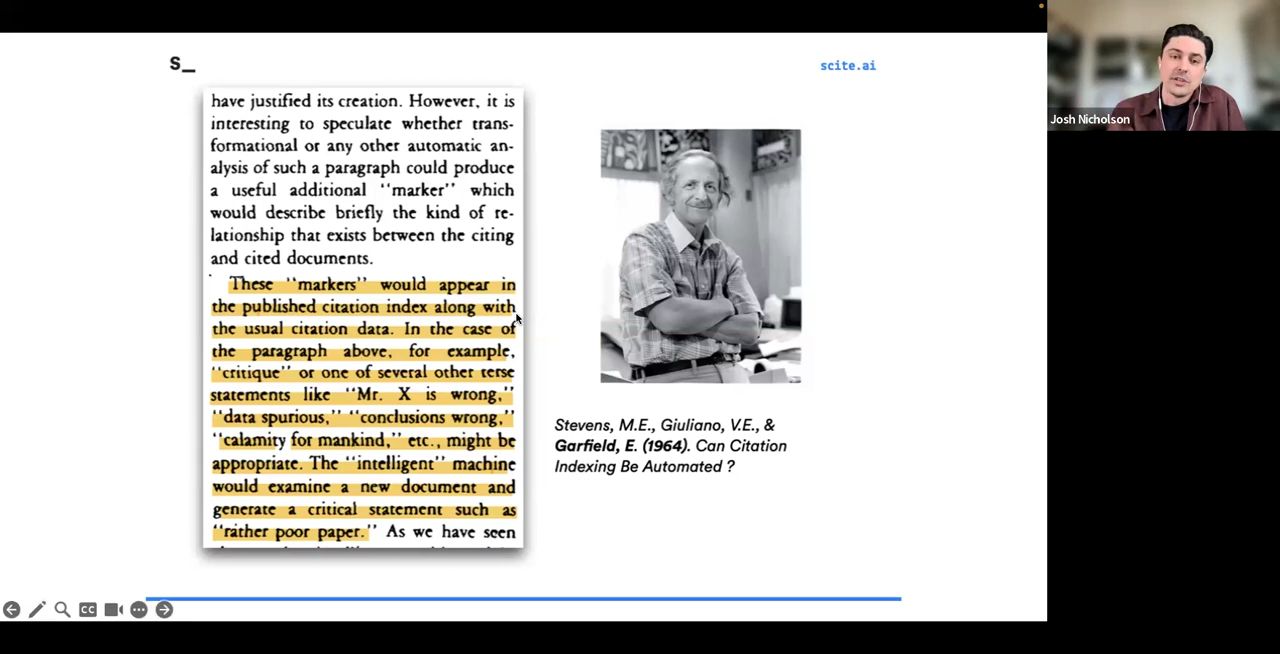 S_
scite.ai
have justified its creation. However, it is
interesting to speculate whether trans-
formational or any other automatic an-
alysis of such a paragraph could produce
a useful additional ‘‘marker’’ which
would describe briefly the kind of re-
lationship that exists between the citing
and cited documents.
These ‘‘markers’’ would appear in
the published citation index along with
the usual citation data. In the case of
the paragraph above, for example,
‘‘critique’’ or one of several other terse
statements like ‘‘Mr. X is wrong,’’
‘‘data spurious,’’ ‘‘conclusions wrong,’’
‘‘calamity for mankind,’’ etc., might be
appropriate. The ‘‘intelligent’’ machine
would examine a new document and
generate a critical statement such as
‘‘rather poor paper.’’ As we have seen
Stevens, M.E., Giuliano, V.E., &
Garfield, E. (1964). Can Citation
Indexing Be Automated ?
Josh Nicholson
CC